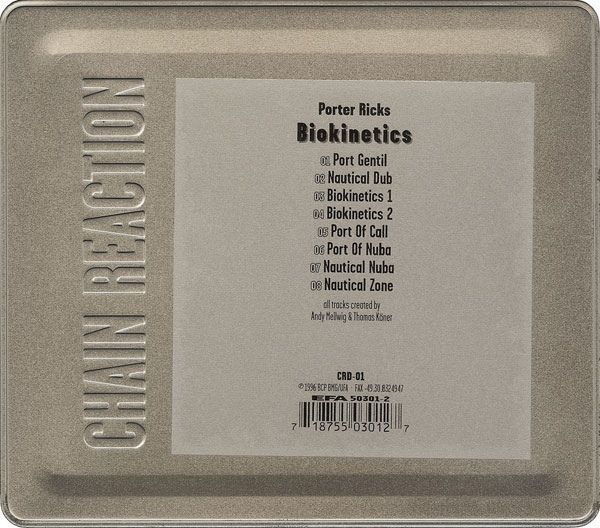 CHAIN REACTION
Porter Ricks
Biokinetics
01 Port Gentil
02 Nautical Dub
03 Biokinetics 1
04 Biokinetics 2
05 Port Of Call
06 Port Of Nuba
07 Nautical Nuba
08 Nautical Zone
all tracks created by
Andy Mellwig & Thomas Köner
CRD-01
©1996 BCP BMG/UFA · FAX -49.30.8324947
EFA 50301-2
7 18755 03012 7